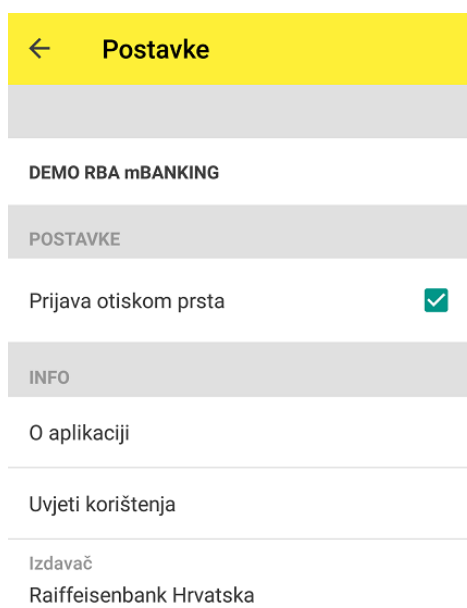 Postavke
DEMO RBA mBANKING
POSTAVKE
Prijava otiskom prsta
INFO
O aplikaciji
Uvjeti korištenja
Izdavač
Raiffeisenbank Hrvatska